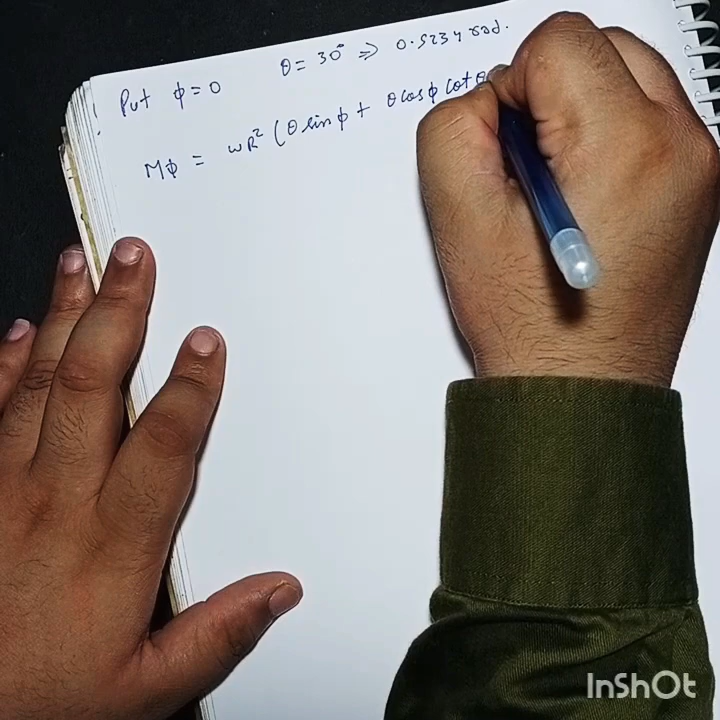 Put φ=0 θ= 30° ⇒ 0.5234 rad.
Mφ = wR² (θ sin φ + θ cos φ cot θ
InShOt